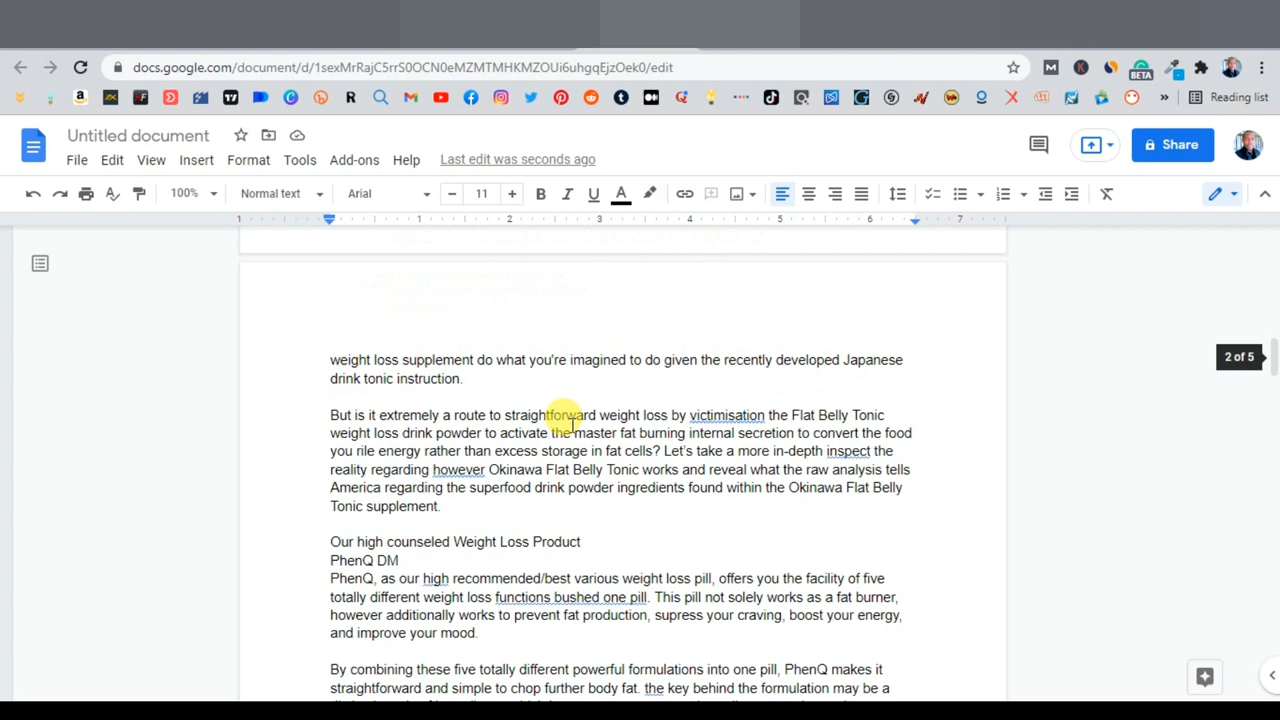 docs.google.com/document/d/1sexMrRajC5rrS0OCN0eMZMTMHKMZOUi6uhgqEjzOek0/edit
BETA
Reading list
Untitled document
File Edit View Insert Format Tools Add-ons Help Last edit was seconds ago
Share
100% Normal text Arial 11
1 1 2 3 4 5 6 7
weight loss supplement do what you're imagined to do given the recently developed Japanese
drink tonic instruction.
2 of 5
But is it extremely a route to straightforward weight loss by victimisation the Flat Belly Tonic
weight loss drink powder to activate the master fat burning internal secretion to convert the food
you rile energy rather than excess storage in fat cells? Let's take a more in-depth inspect the
reality regarding however Okinawa Flat Belly Tonic works and reveal what the raw analysis tells
America regarding the superfood drink powder ingredients found within the Okinawa Flat Belly
Tonic supplement.
Our high counseled Weight Loss Product
PhenQ DM
PhenQ, as our high recommended/best various weight loss pill, offers you the facility of five
totally different weight loss functions bushed one pill. This pill not solely works as a fat burner,
however additionally works to prevent fat production, supress your craving, boost your energy,
and improve your mood.
By combining these five totally different powerful formulations into one pill, PhenQ makes it
straightforward and simple to chop further body fat. the key behind the formulation may be a